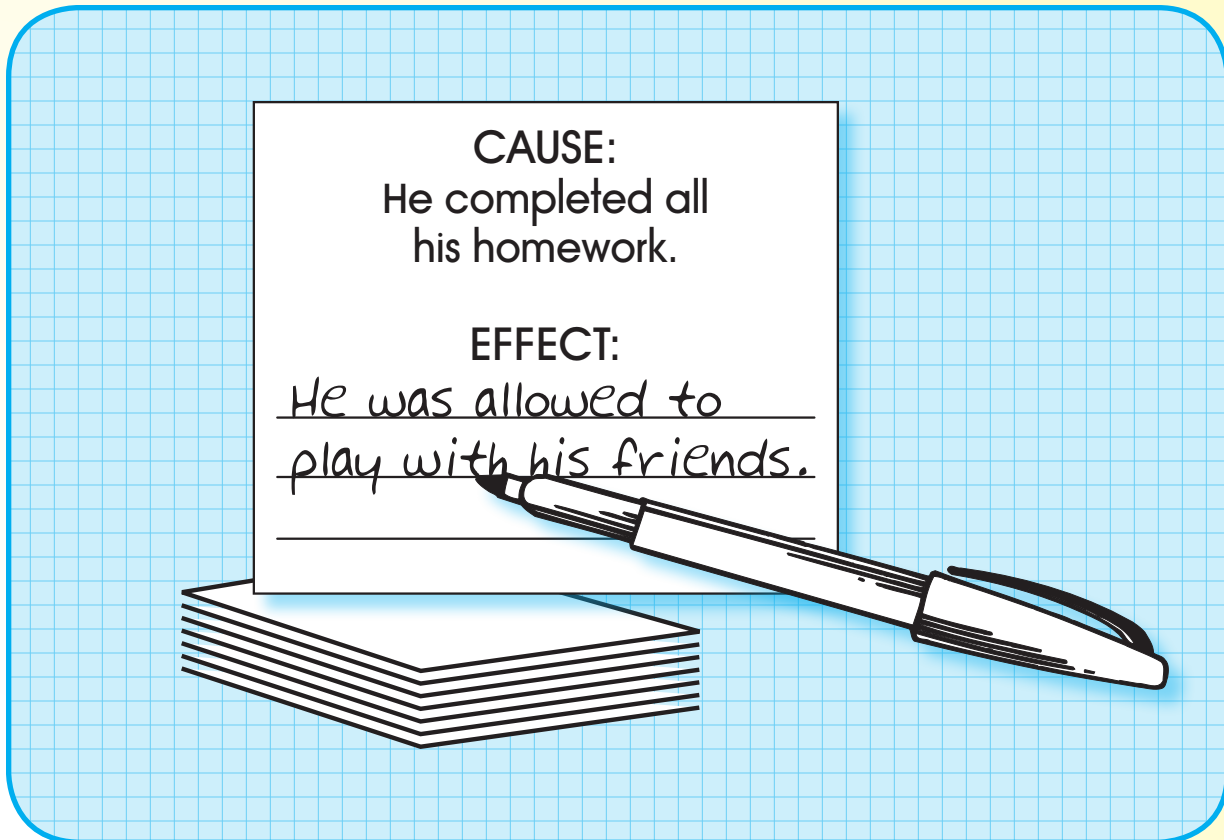 CAUSE:
He completed all
his homework.
EFFECT:
He was allowed to
play with his friends.